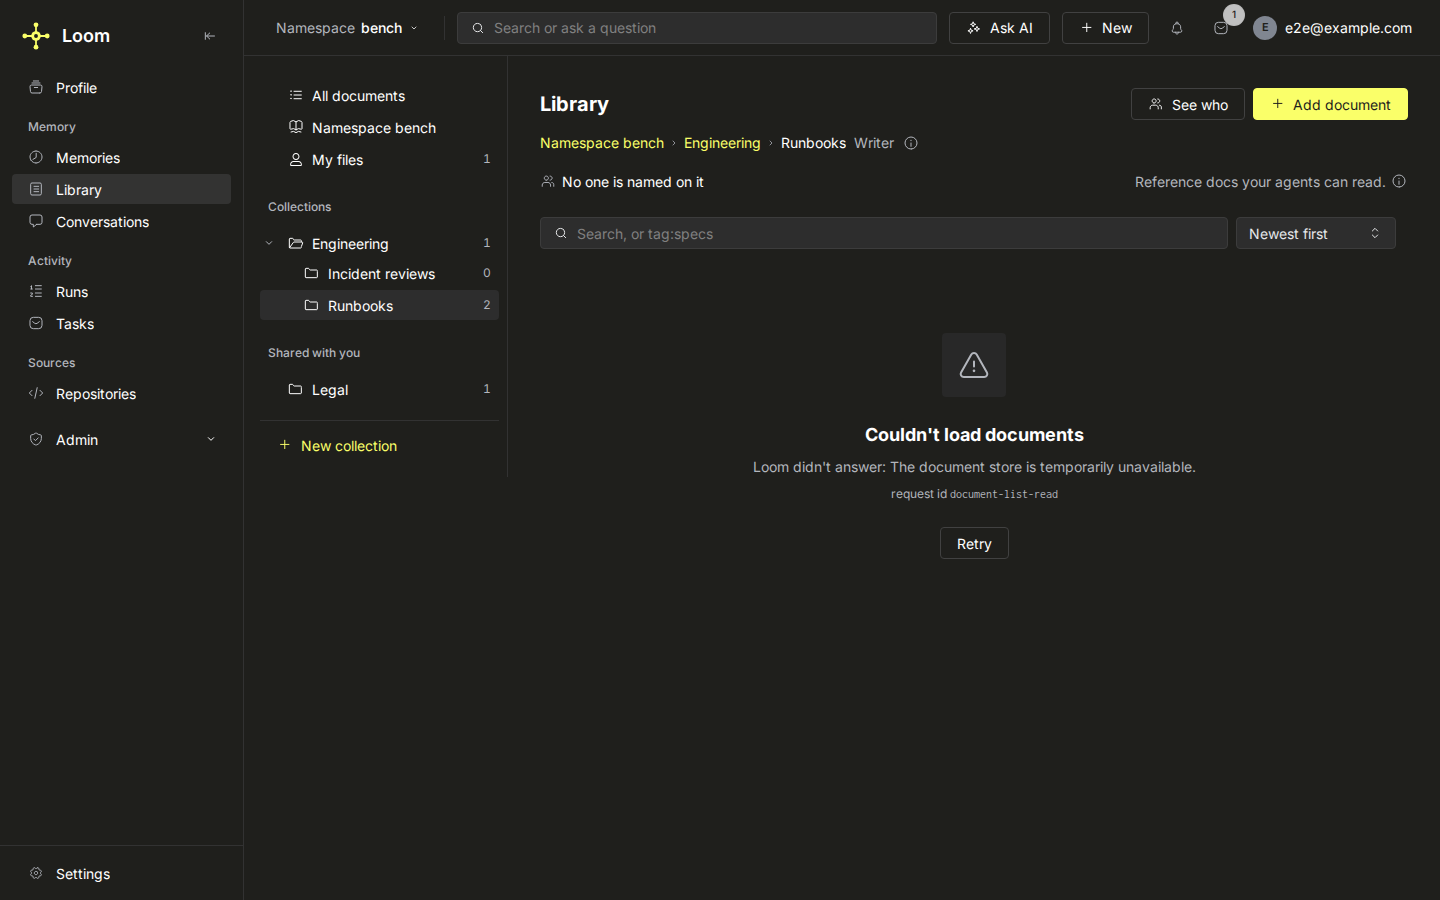 Loom
Profile
Memory
Memories
Library
Conversations
Activity
Runs
Tasks
Sources
Repositories
Admin
Settings
Namespace bench
Search or ask a question
Ask AI
New
1
E
e2e@example.com
All documents
Namespace bench
My files 1
Collections
Engineering 1
Incident reviews 0
Runbooks 2
Shared with you
Legal 1
New collection
Library
See who
Add document
Namespace bench › Engineering › Runbooks Writer
No one is named on it
Reference docs your agents can read.
Search, or tag:specs
Newest first
Couldn't load documents
Loom didn't answer: The document store is temporarily unavailable.
request id document-list-read
Retry